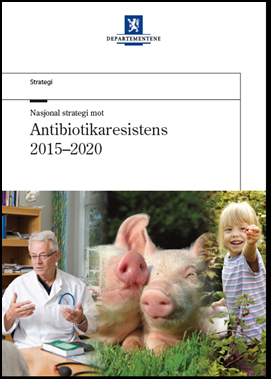 DEPARTEMENTENE
Strategi
Nasjonal strategi mot
Antibiotikaresistens
2015–2020